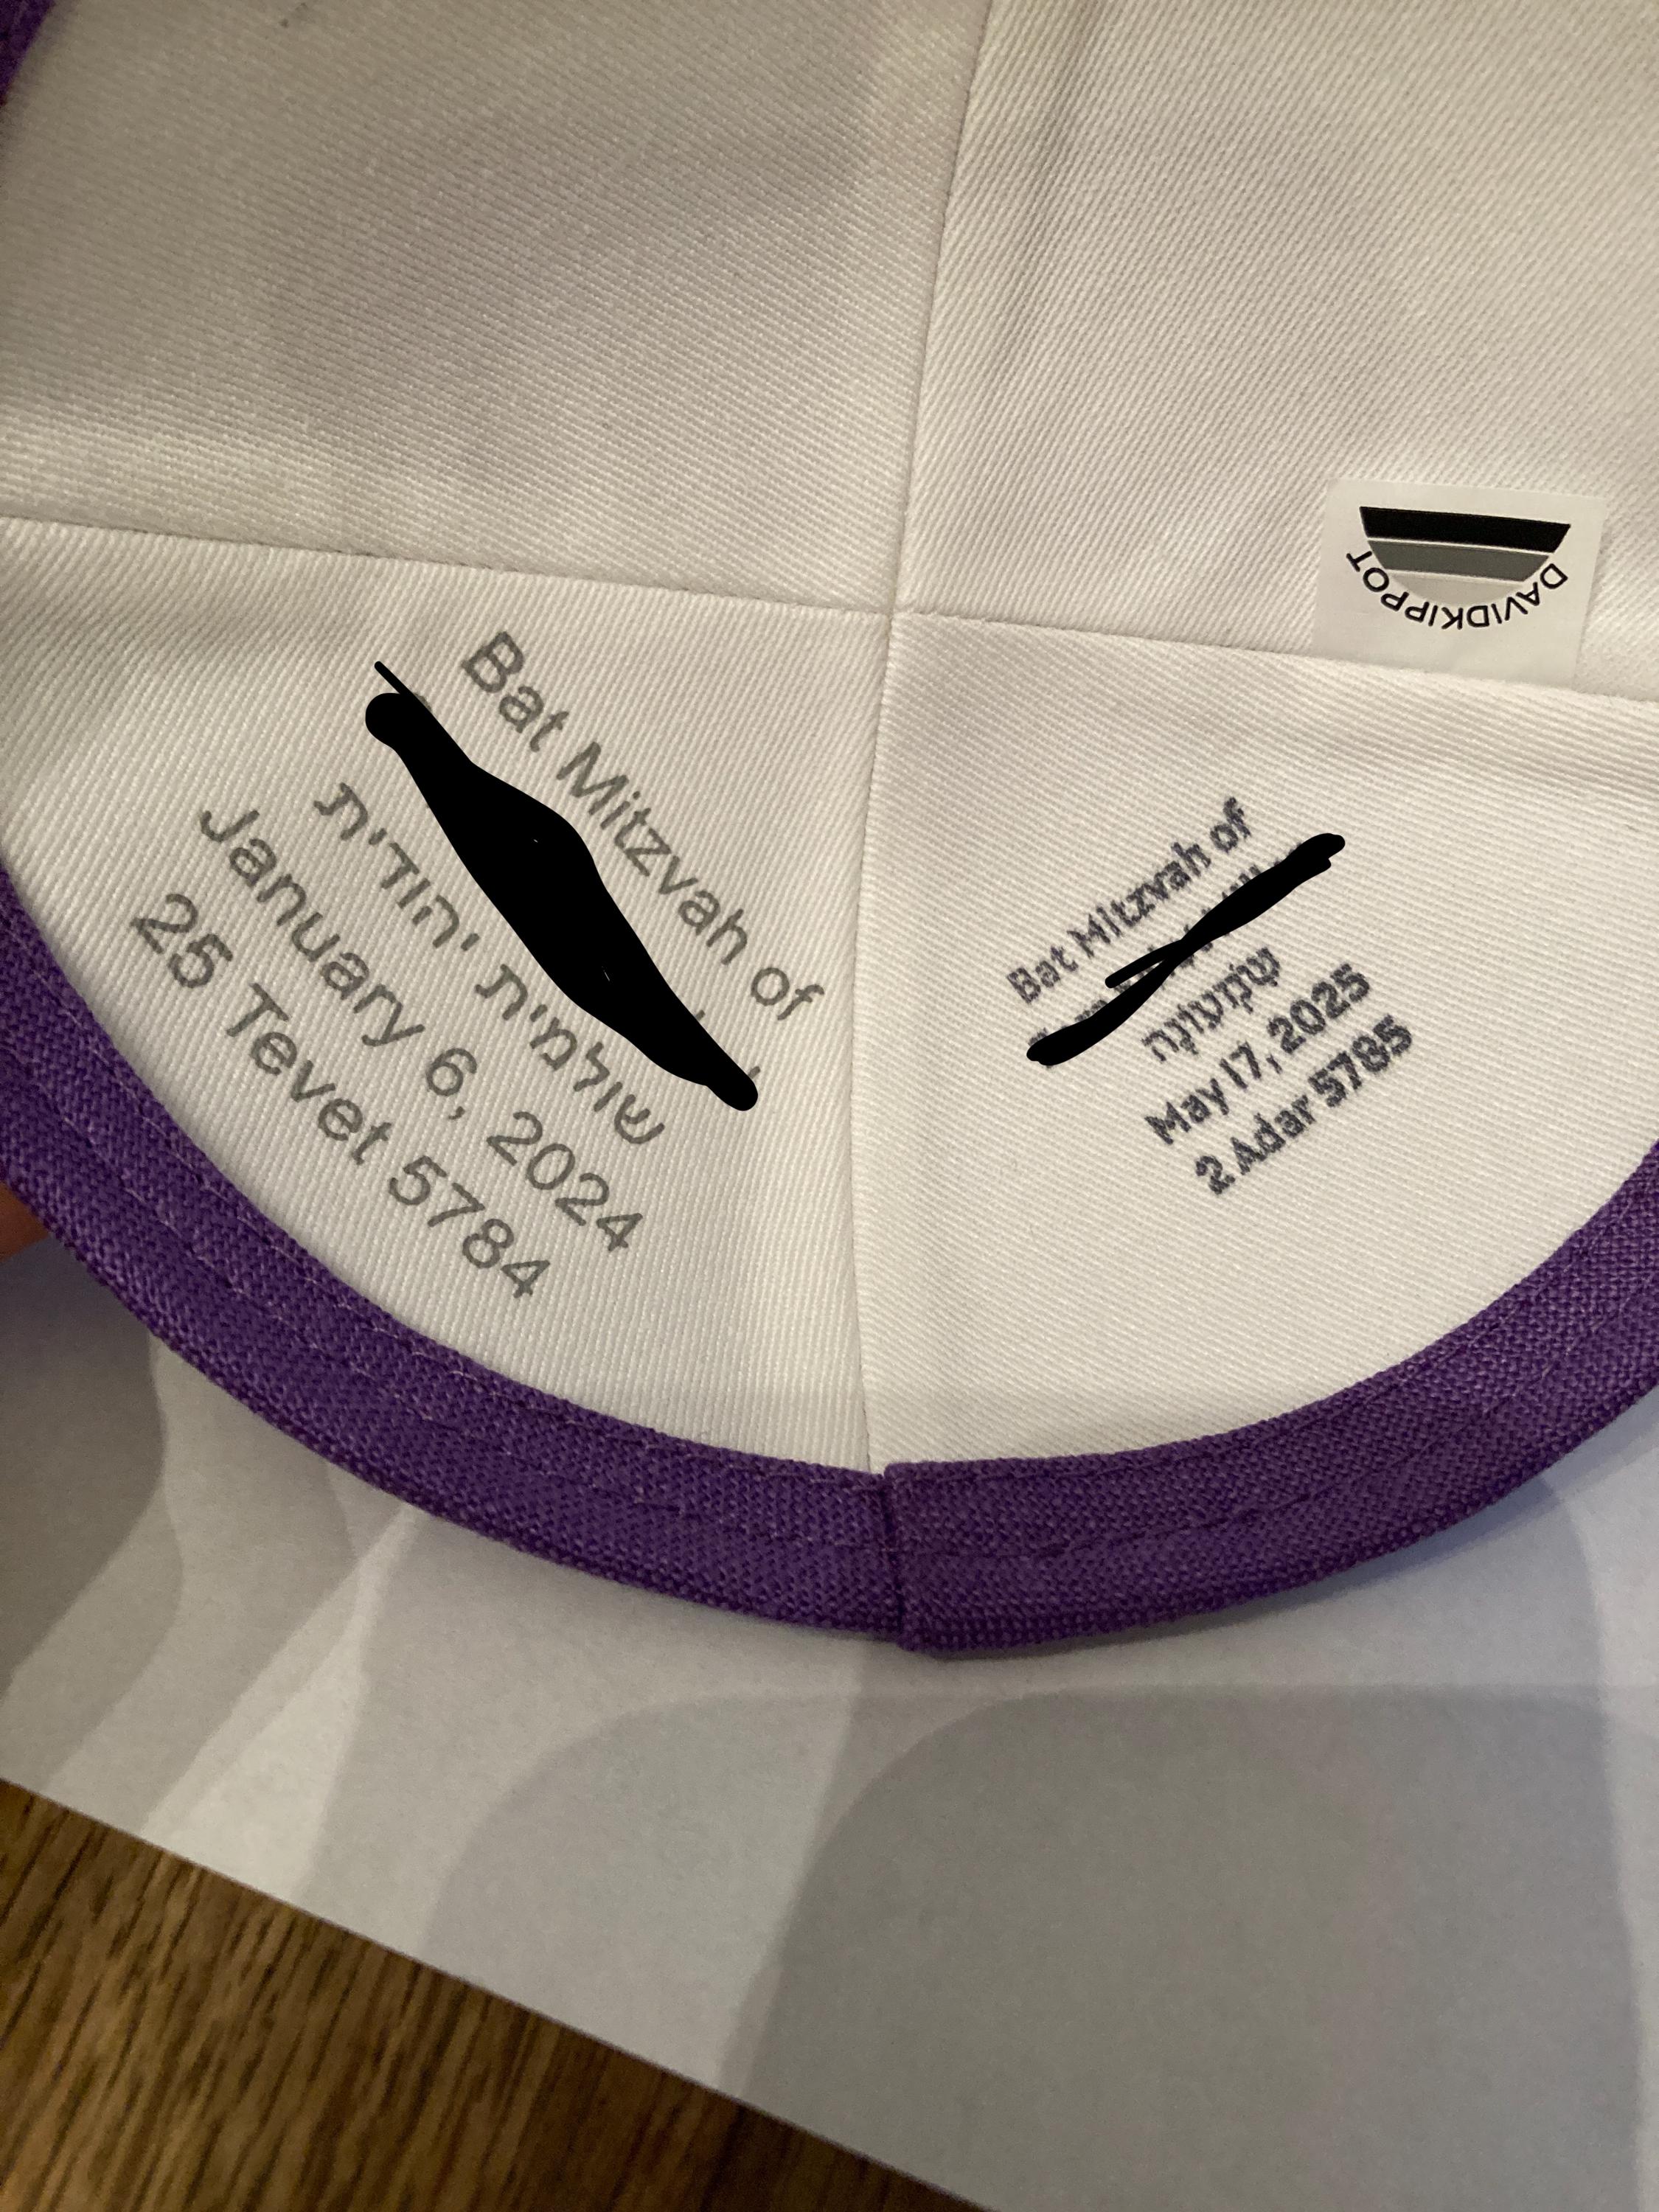 Bat Mitzvah of
שולמית יהודית
January 6, 2024
25 Tevet 5784
Bat Mitzvah of
May 17, 2025
2 Adar 5785
DAVIDKIPPOT